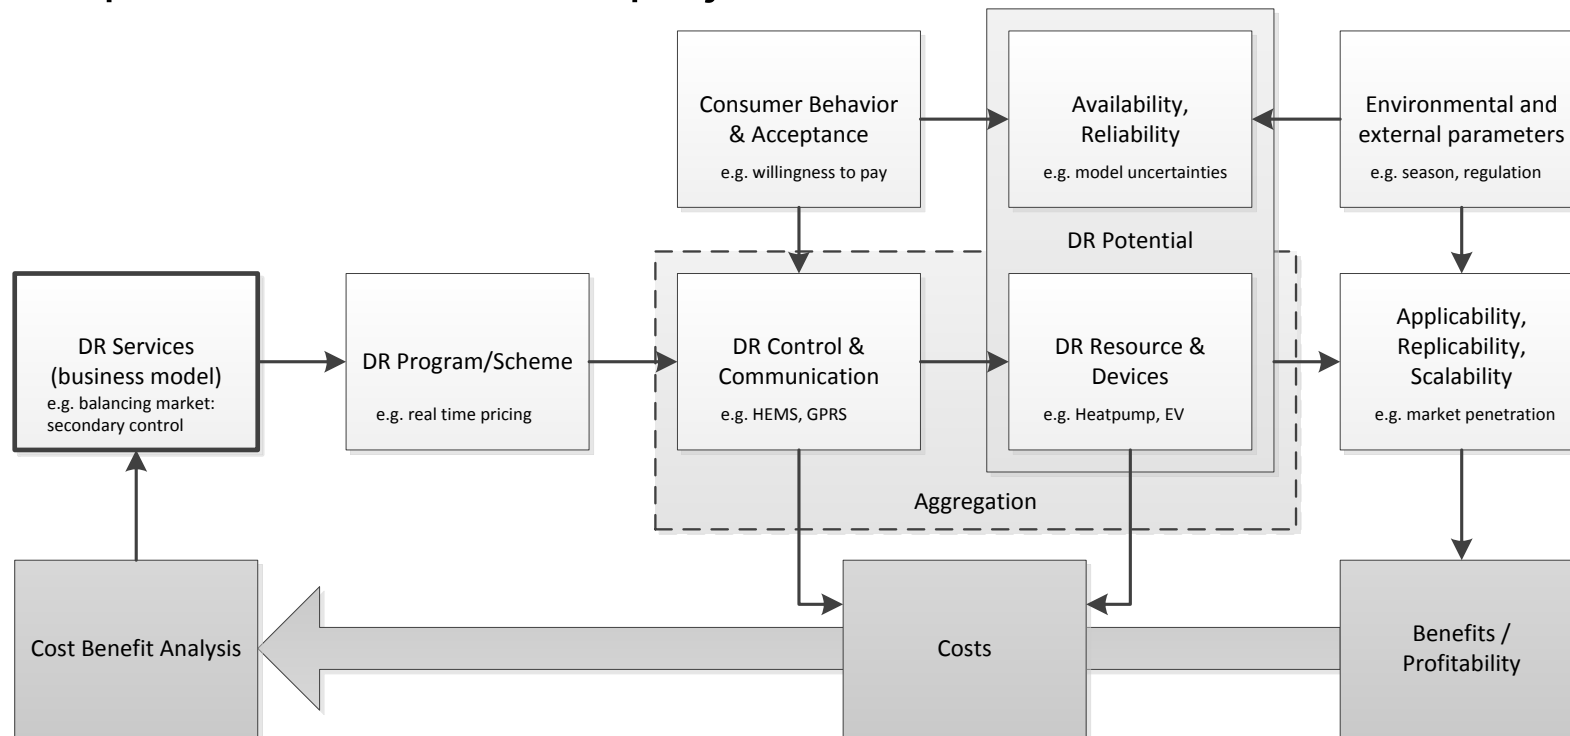 Consumer Behavior
& Acceptance
e.g. willingness to pay
Availability,
Reliability
e.g. model uncertainties
Environmental and
external parameters
e.g. season, regulation
DR Potential
DR Services
(business model)
e.g. balancing market:
secondary control
DR Program/Scheme
e.g. real time pricing
DR Control &
Communication
e.g. HEMS, GPRS
DR Resource &
Devices
e.g. Heatpump, EV
Applicability,
Replicability,
Scalability
e.g. market penetration
Aggregation
Cost Benefit Analysis
Costs
Benefits /
Profitability